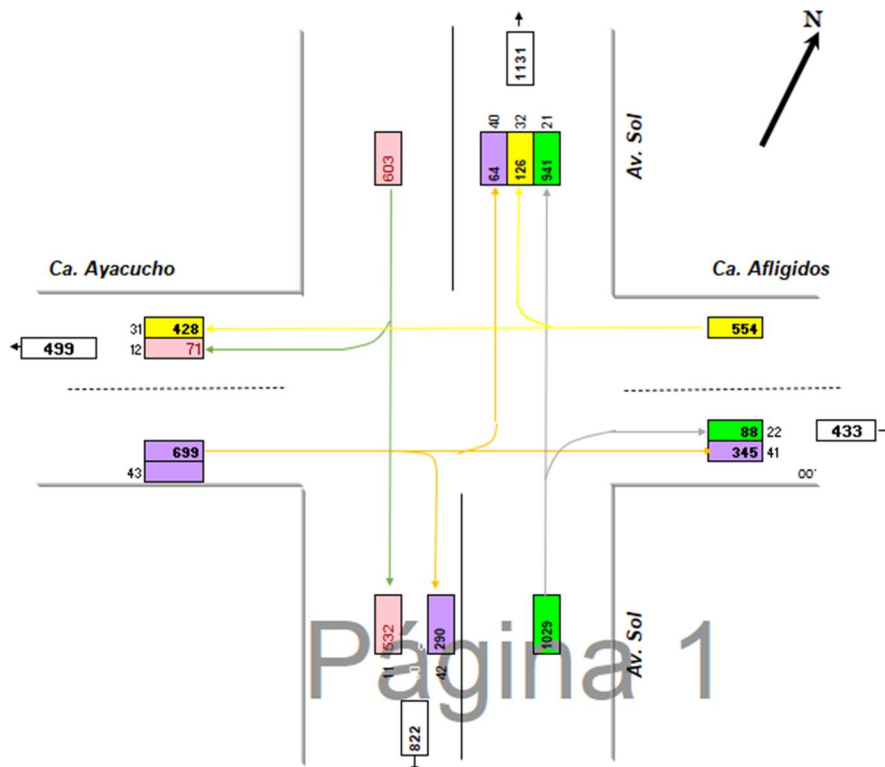 N
1131
40 32 21
603
64 126 941
Av. Sol
Ca. Ayacucho
Ca. Afligidos
31 428
554
499
12 71
88 22
433
699
345 41
43
00'
532
290
1029
Av. Sol
11
42
Página 1
822